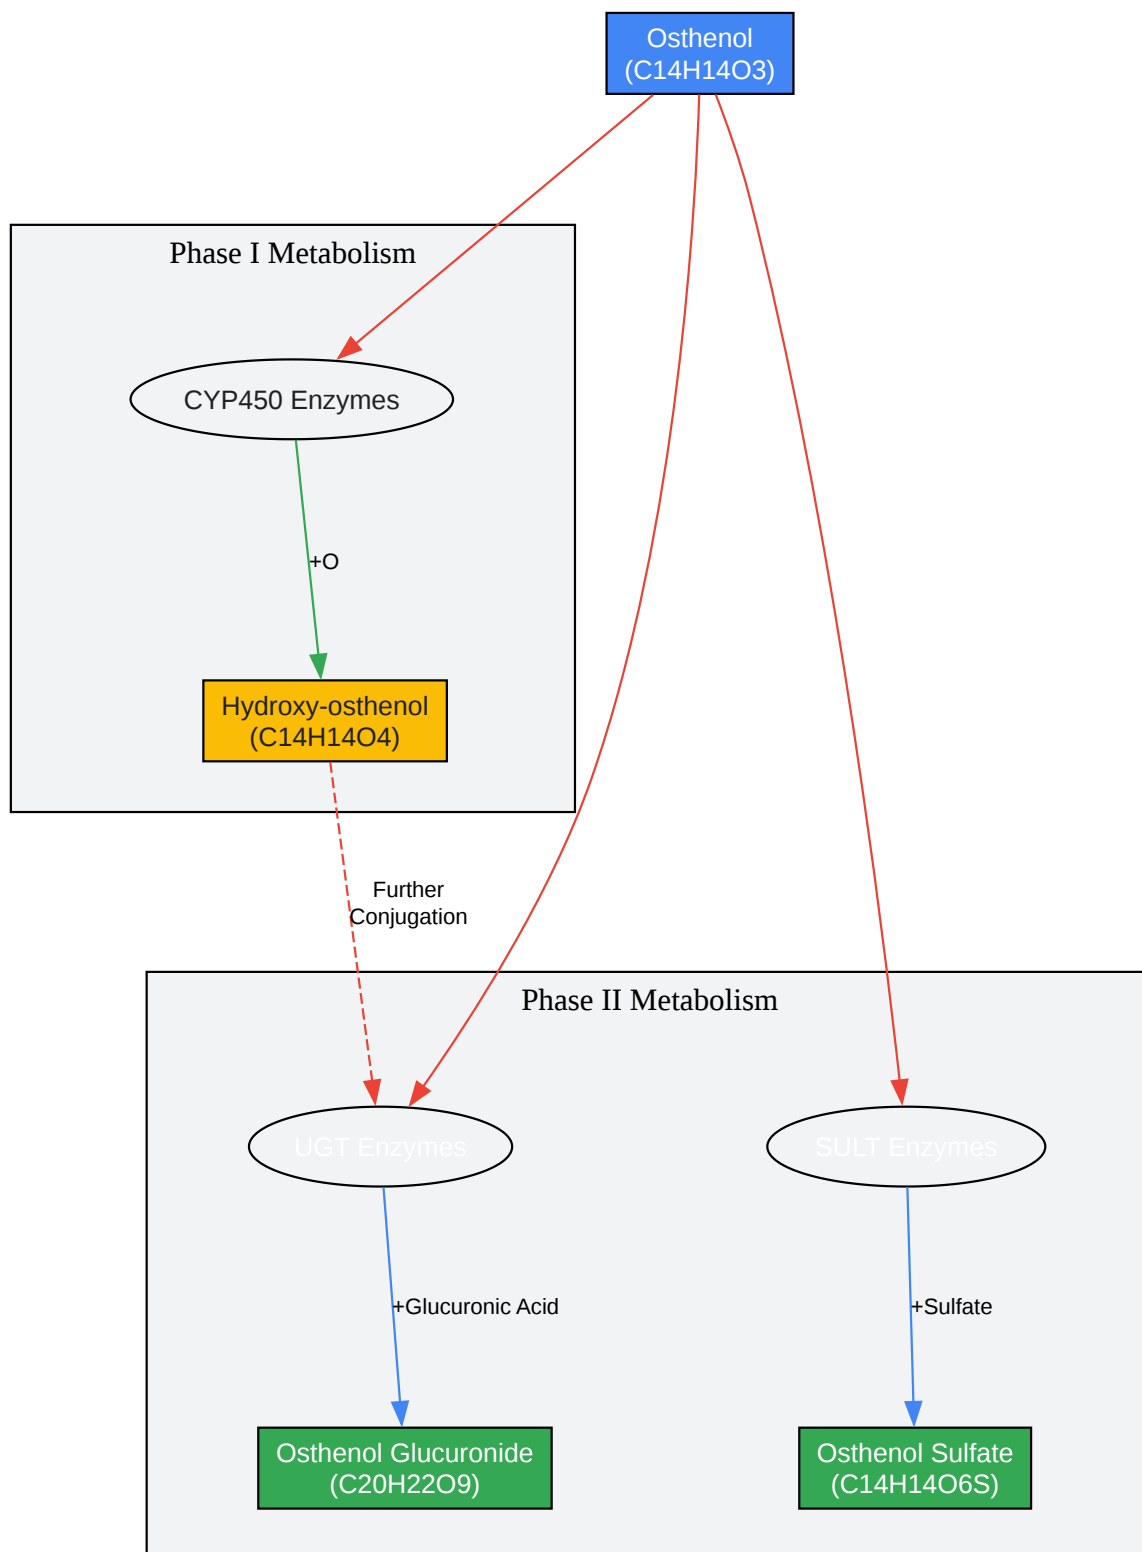 Osthenol
(C14H14O3)
Phase I Metabolism
CYP450 Enzymes
+O
Hydroxy-osthenol
(C14H14O4)
Further
Conjugation
Phase II Metabolism
UGT Enzymes
SULT Enzymes
+Glucuronic Acid
+Sulfate
Osthenol Glucuronide
(C20H22O9)
Osthenol Sulfate
(C14H14O6S)